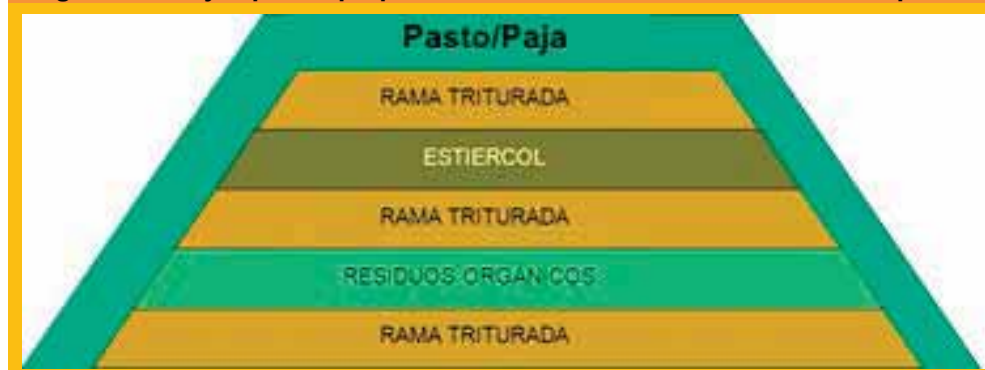 Pasto/Paja
RAMA TRITURADA
ESTIERCOL
RAMA TRITURADA
RESIDUOS ORGANICOS
RAMA TRITURADA